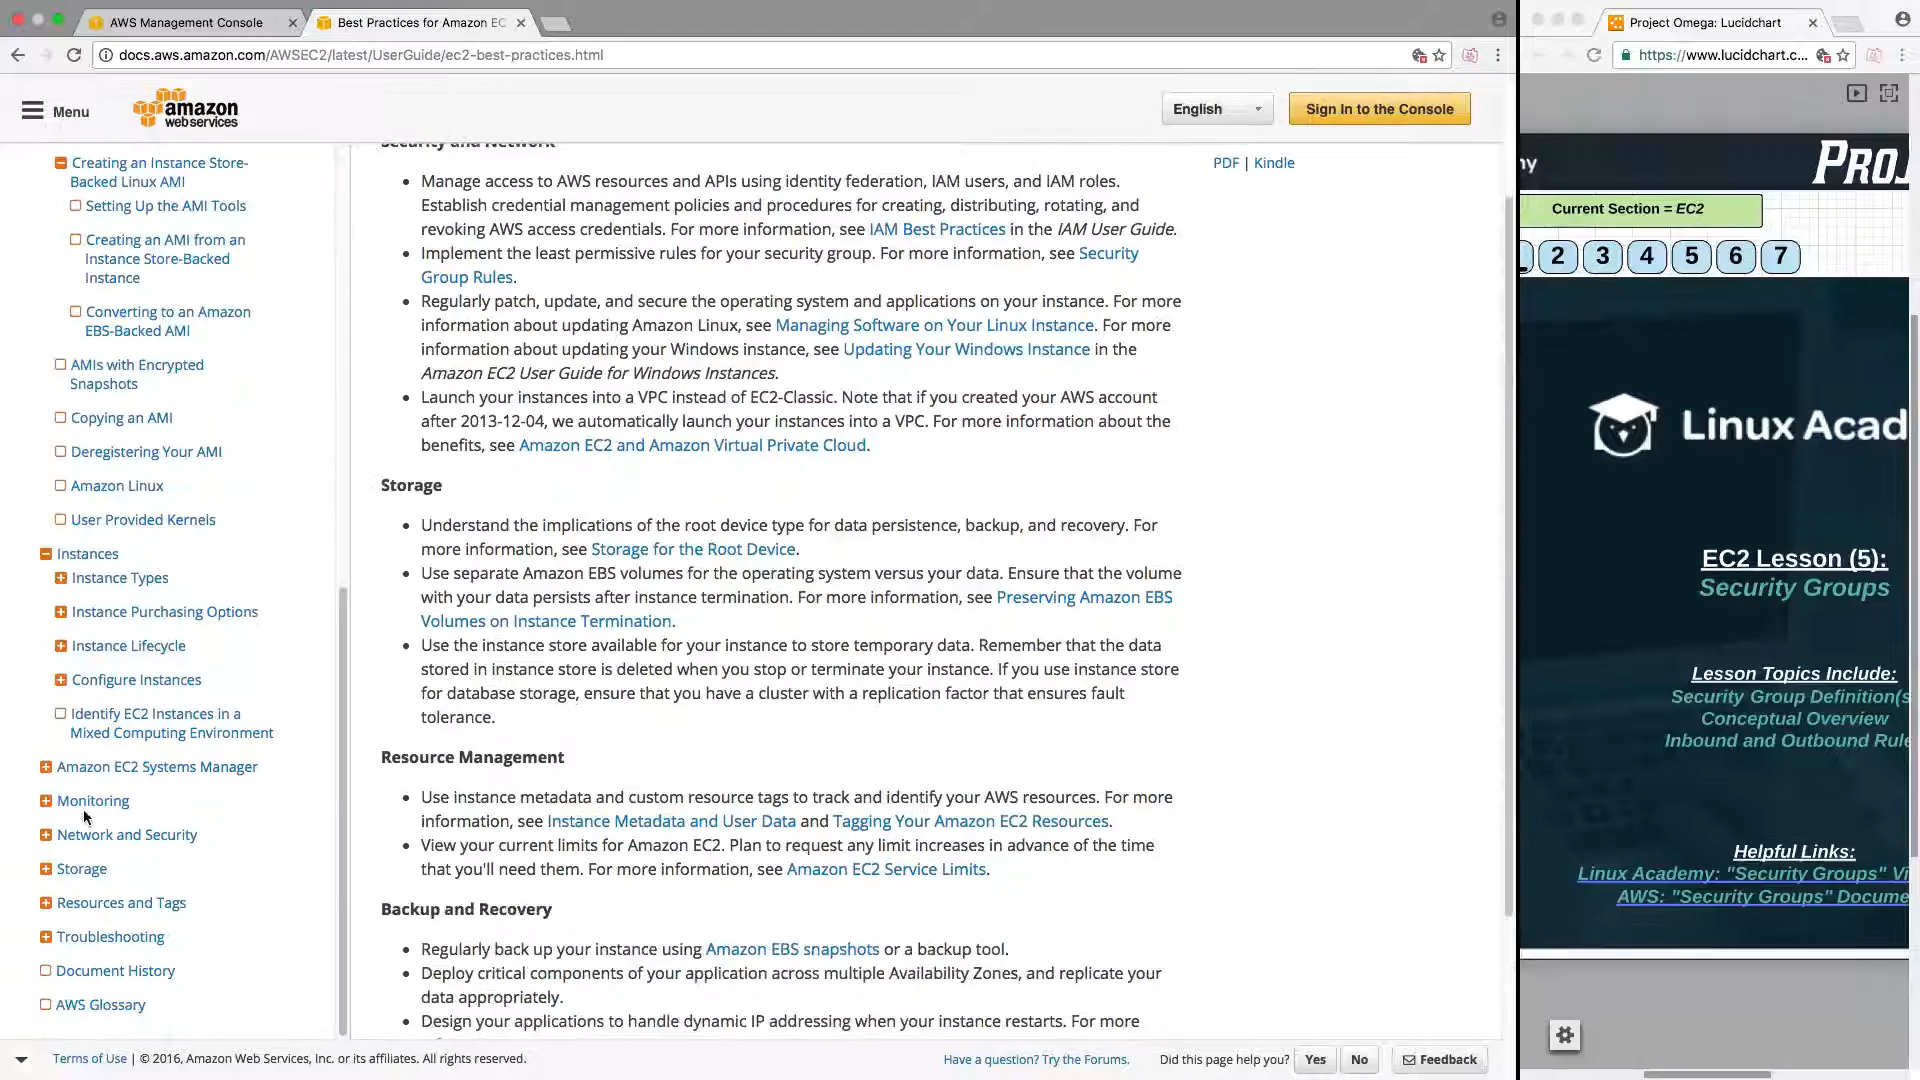 AWS Management Console
Best Practices for Amazon EC
docs.aws.amazon.com/AWSEC2/latest/UserGuide/ec2-best-practices.html
Menu
amazon
webservices
English
Sign In to the Console
Creating an Instance Store-
Backed Linux AMI
Setting Up the AMI Tools
Creating an AMI from an
Instance Store-Backed
Instance
Converting to an Amazon
EBS-Backed AMI
AMIs with Encrypted
Snapshots
Copying an AMI
Deregistering Your AMI
Amazon Linux
User Provided Kernels
Instances
Instance Types
Instance Purchasing Options
Instance Lifecycle
Configure Instances
Identify EC2 Instances in a
Mixed Computing Environment
Amazon EC2 Systems Manager
Monitoring
Network and Security
Storage
Resources and Tags
Troubleshooting
Document History
AWS Glossary
Security and Network
PDF | Kindle
• Manage access to AWS resources and APIs using identity federation, IAM users, and IAM roles.
Establish credential management policies and procedures for creating, distributing, rotating, and
revoking AWS access credentials. For more information, see IAM Best Practices in the IAM User Guide.
• Implement the least permissive rules for your security group. For more information, see Security
Group Rules.
• Regularly patch, update, and secure the operating system and applications on your instance. For more
information about updating Amazon Linux, see Managing Software on Your Linux Instance. For more
information about updating your Windows instance, see Updating Your Windows Instance in the
Amazon EC2 User Guide for Windows Instances.
• Launch your instances into a VPC instead of EC2-Classic. Note that if you created your AWS account
after 2013-12-04, we automatically launch your instances into a VPC. For more information about the
benefits, see Amazon EC2 and Amazon Virtual Private Cloud.
Storage
• Understand the implications of the root device type for data persistence, backup, and recovery. For
more information, see Storage for the Root Device.
• Use separate Amazon EBS volumes for the operating system versus your data. Ensure that the volume
with your data persists after instance termination. For more information, see Preserving Amazon EBS
Volumes on Instance Termination.
• Use the instance store available for your instance to store temporary data. Remember that the data
stored in instance store is deleted when you stop or terminate your instance. If you use instance store
for database storage, ensure that you have a cluster with a replication factor that ensures fault
tolerance.
Resource Management
• Use instance metadata and custom resource tags to track and identify your AWS resources. For more
information, see Instance Metadata and User Data and Tagging Your Amazon EC2 Resources.
• View your current limits for Amazon EC2. Plan to request any limit increases in advance of the time
that you'll need them. For more information, see Amazon EC2 Service Limits.
Backup and Recovery
• Regularly back up your instance using Amazon EBS snapshots or a backup tool.
• Deploy critical components of your application across multiple Availability Zones, and replicate your
data appropriately.
• Design your applications to handle dynamic IP addressing when your instance restarts. For more
Terms of Use | © 2016, Amazon Web Services, Inc. or its affiliates. All rights reserved.
Have a question? Try the Forums.
Did this page help you?
Yes
No
Feedback
Project Omega: Lucidchart
https://www.lucidchart.c...
ny
PROJ
Current Section = EC2
2 3 4 5 6 7
Linux Acad
EC2 Lesson (5):
Security Groups
Lesson Topics Include:
Security Group Definition(s
Conceptual Overview
Inbound and Outbound Rule
Helpful Links:
Linux Academy: "Security Groups" Vi
AWS: "Security Groups" Docume